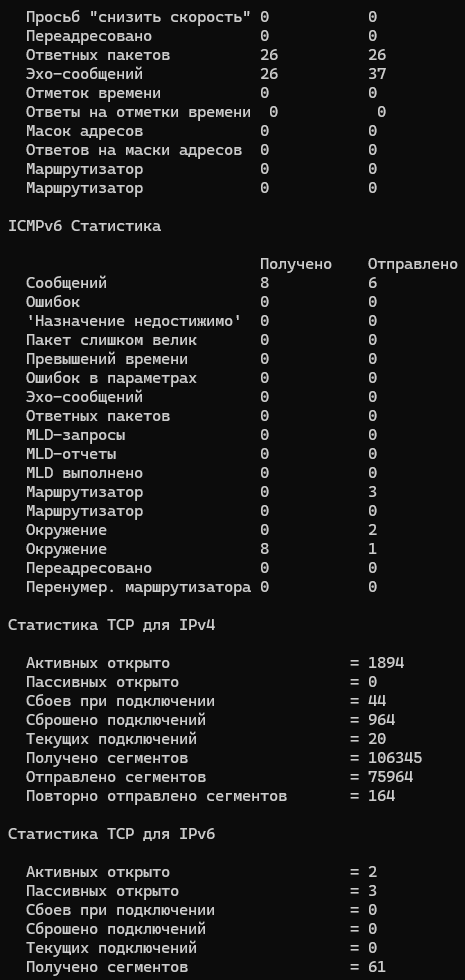 Просьб "снизить скорость" 0 0
Переадресовано 0 0
Ответных пакетов 26 26
Эхо-сообщений 26 37
Отметок времени 0 0
Ответы на отметки времени 0 0
Масок адресов 0 0
Ответов на маски адресов 0 0
Маршрутизатор 0 0
Маршрутизатор 0 0
ICMPv6 Статистика
Получено Отправлено
Сообщений 8 6
Ошибок 0 0
'Назначение недостижимо' 0 0
Пакет слишком велик 0 0
Превышений времени 0 0
Ошибок в параметрах 0 0
Эхо-сообщений 0 0
Ответных пакетов 0 0
MLD-запросы 0 0
MLD-отчеты 0 0
MLD выполнено 0 0
Маршрутизатор 0 3
Маршрутизатор 0 0
Окружение 0 2
Окружение 8 1
Переадресовано 0 0
Перенумер. маршрутизатора 0 0
Статистика TCP для IPv4
Активных открыто = 1894
Пассивных открыто = 0
Сбоев при подключении = 44
Сброшено подключений = 964
Текущих подключений = 20
Получено сегментов = 106345
Отправлено сегментов = 75964
Повторно отправлено сегментов = 164
Статистика TCP для IPv6
Активных открыто = 2
Пассивных открыто = 3
Сбоев при подключении = 0
Сброшено подключений = 0
Текущих подключений = 0
Получено сегментов = 61